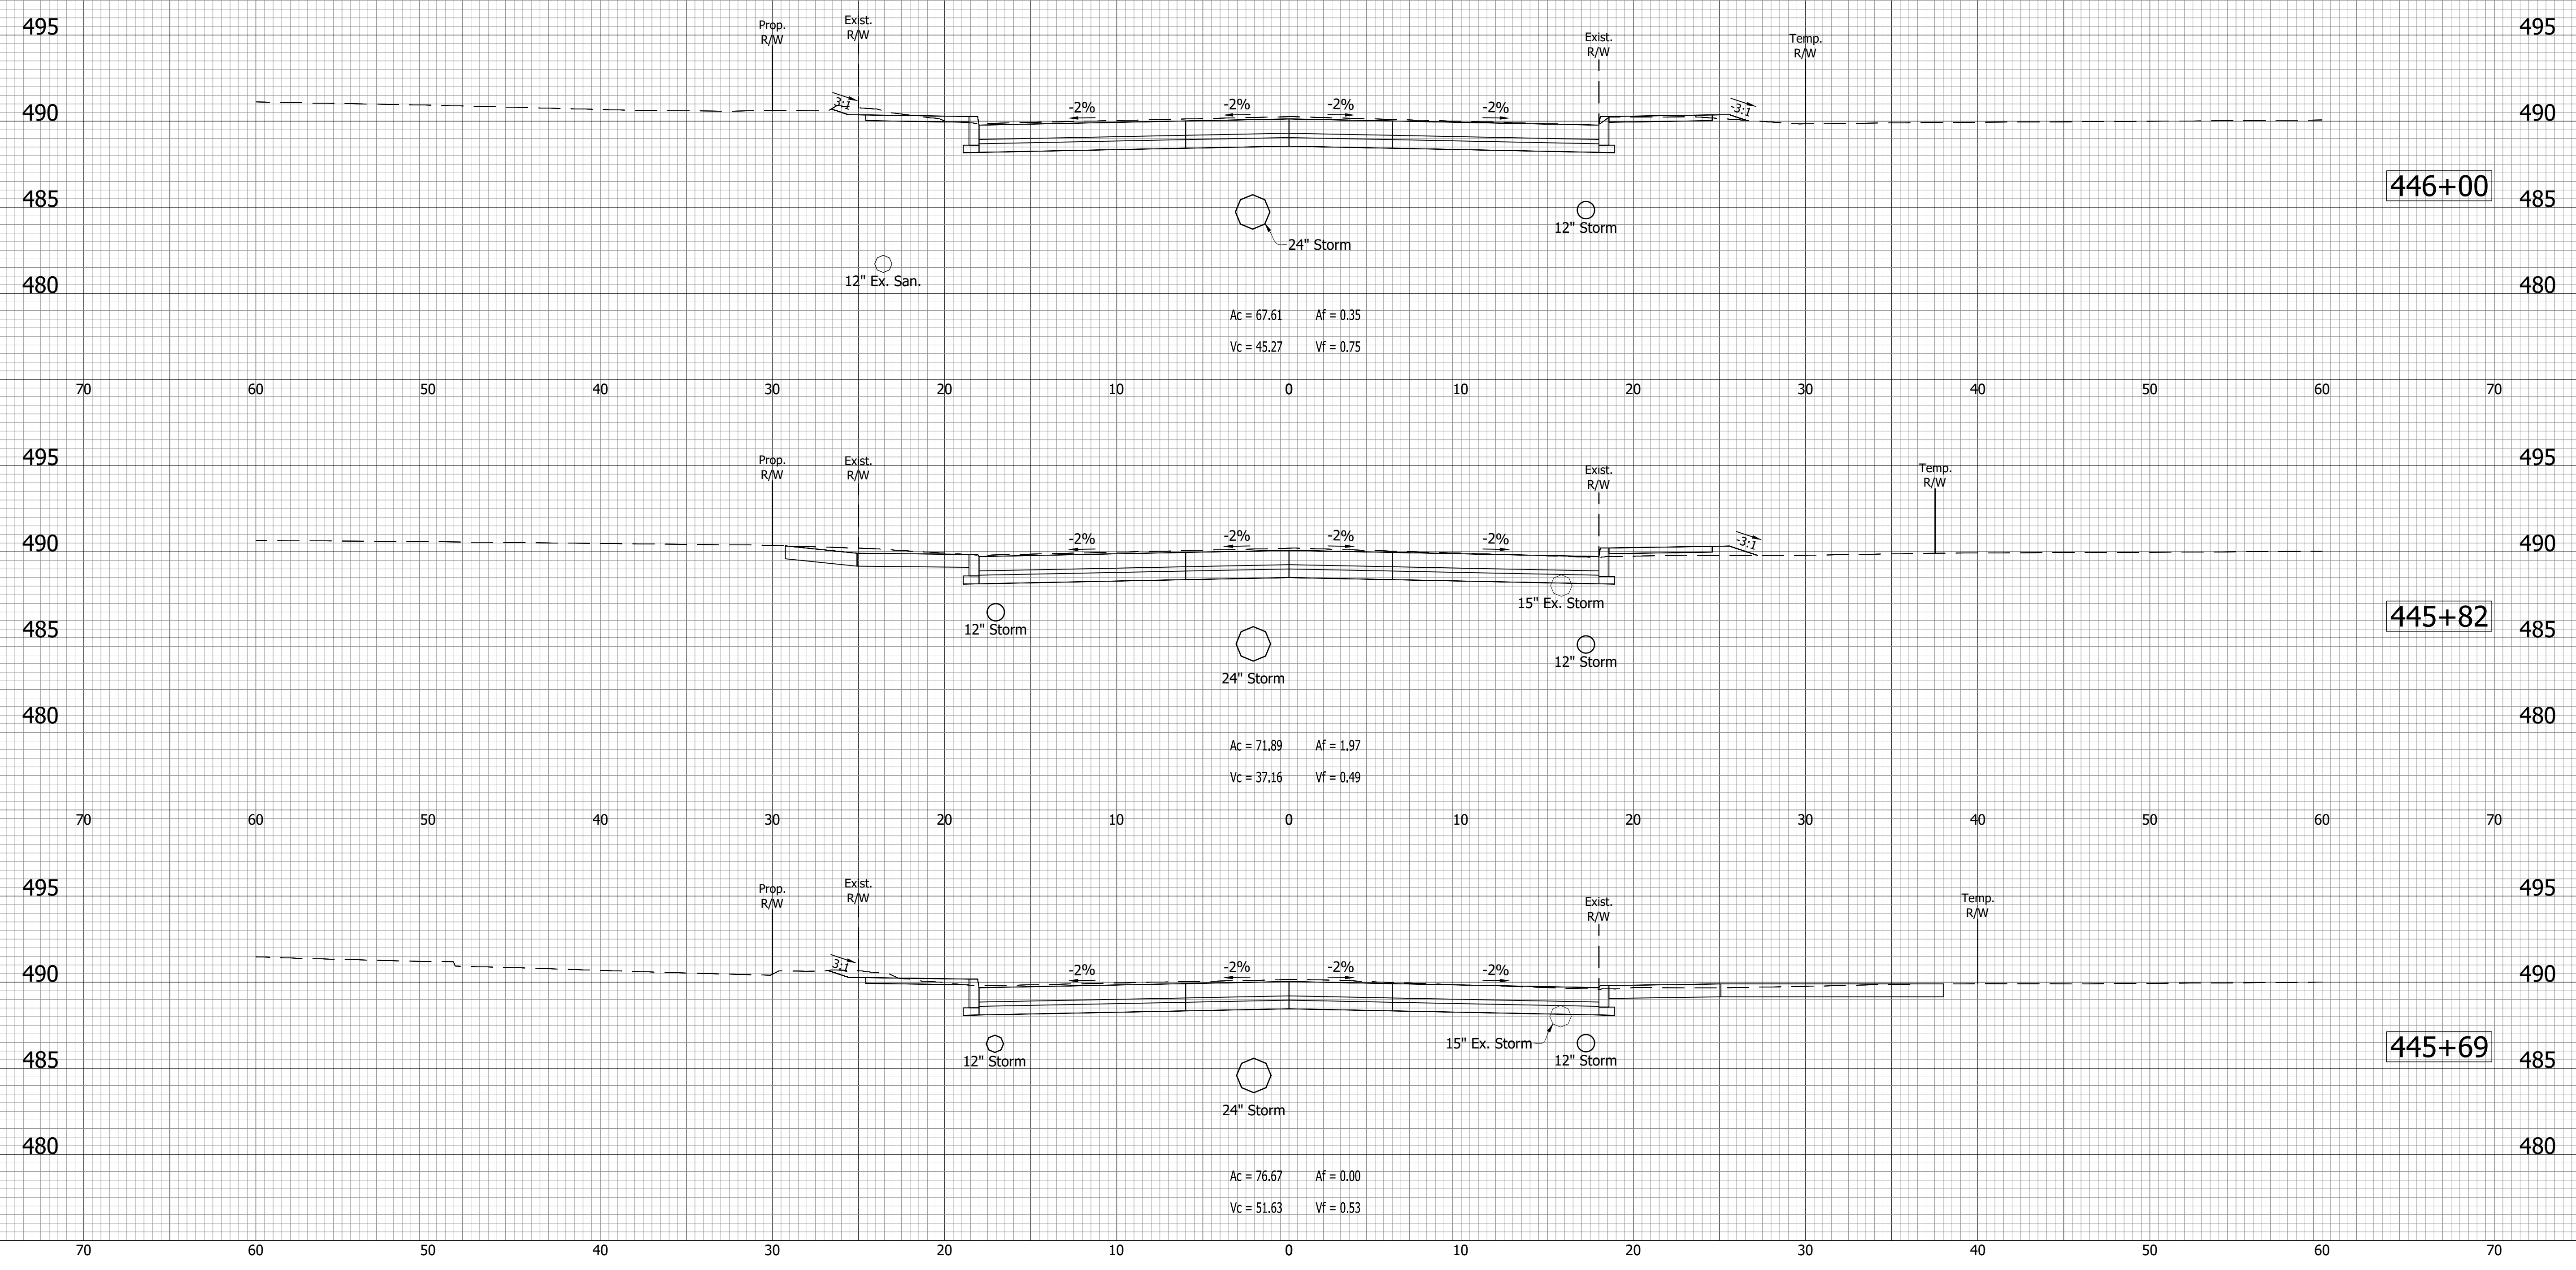 495
Prop.
R/W
Exist.
R/W
Exist.
R/W
Temp.
R/W
495
490
3:1
-2%
-2%
-2%
-2%
-3:1
490
485
446+00
485
12" Storm
24" Storm
12" Ex. San.
480
480
Ac = 67.61 Af = 0.35
Vc = 45.27 Vf = 0.75
70 60 50 40 30 20 10 0 10 20 30 40 50 60 70
495
Prop.
R/W
Exist.
R/W
Exist.
R/W
Temp.
R/W
495
490
-2%
-2%
-2%
-2%
-3:1
490
15" Ex. Storm
445+82
485
12" Storm
485
12" Storm
24" Storm
480
480
Ac = 71.89 Af = 1.97
Vc = 37.16 Vf = 0.49
70 60 50 40 30 20 10 0 10 20 30 40 50 60 70
495
Prop.
R/W
Exist.
R/W
Exist.
R/W
Temp.
R/W
495
490
3:1
-2%
-2%
-2%
-2%
490
15" Ex. Storm
445+69
485
12" Storm
12" Storm
485
24" Storm
480
480
Ac = 76.67 Af = 0.00
Vc = 51.63 Vf = 0.53
70 60 50 40 30 20 10 0 10 20 30 40 50 60 70